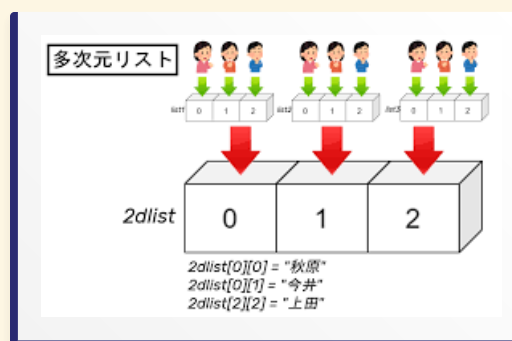 多次元リスト
list1 0 1 2 list2 0 1 2 list3 0 1 2
2dlist 0 1 2
2dlist[0][0] = "秋原"
2dlist[0][1] = "今井"
2dlist[2][2] = "上田"